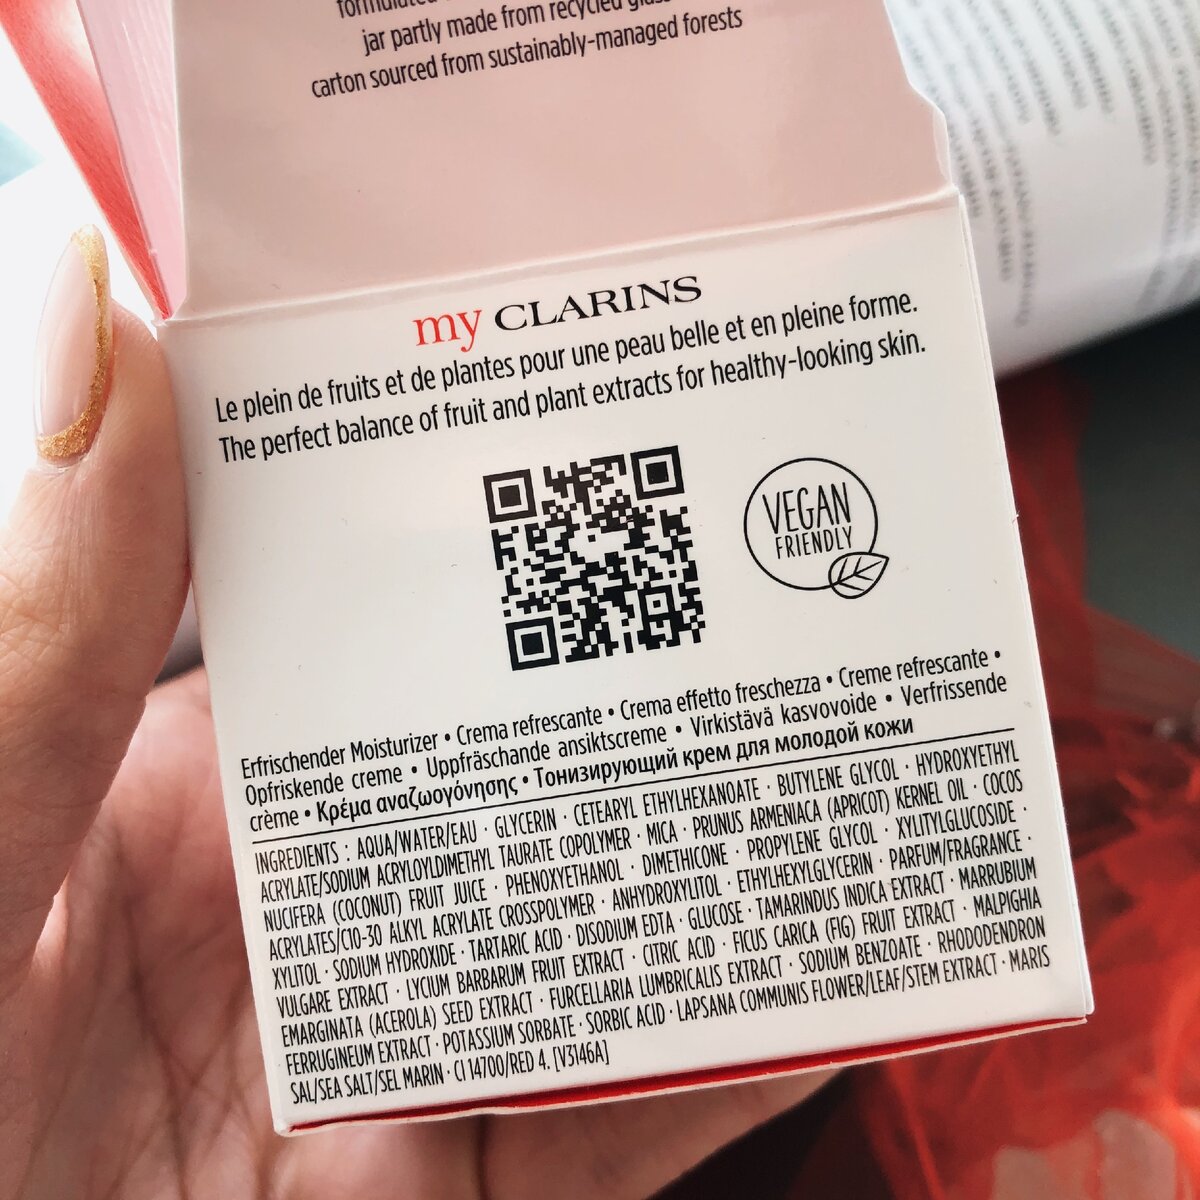 formulated
jar partly made from recycled glass
carton sourced from sustainably-managed forests
my CLARINS
Le plein de fruits et de plantes pour une peau belle et en pleine forme.
The perfect balance of fruit and plant extracts for healthy-looking skin.
VEGAN
FRIENDLY
Erfrischender Moisturizer • Crema refrescante • Crema effetto freschezza • Creme refrescante •
Opfriskende creme • Uppfräschande ansiktscreme • Virkistävä kasvovoide • Verfrissende
crème • Κρέμα αναζωογόνησης • Тонизирующий крем для молодой кожи
INGREDIENTS : AQUA/WATER/EAU · GLYCERIN · CETEARYL ETHYLHEXANOATE · BUTYLENE GLYCOL · HYDROXYETHYL
ACRYLATE/SODIUM ACRYLOYLDIMETHYL TAURATE COPOLYMER · MICA · PRUNUS ARMENIACA (APRICOT) KERNEL OIL · COCOS
NUCIFERA (COCONUT) FRUIT JUICE · PHENOXYETHANOL · DIMETHICONE · PROPYLENE GLYCOL · XYLITYLGLUCOSIDE ·
ACRYLATES/C10-30 ALKYL ACRYLATE CROSSPOLYMER · ANHYDROXYLITOL · ETHYLHEXYLGLYCERIN · PARFUM/FRAGRANCE ·
XYLITOL · SODIUM HYDROXIDE · TARTARIC ACID · DISODIUM EDTA · GLUCOSE · TAMARINDUS INDICA EXTRACT · MARRUBIUM
VULGARE EXTRACT · LYCIUM BARBARUM FRUIT EXTRACT · CITRIC ACID · FICUS CARICA (FIG) FRUIT EXTRACT · MALPIGHIA
EMARGINATA (ACEROLA) SEED EXTRACT · FURCELLARIA LUMBRICALIS EXTRACT · SODIUM BENZOATE · RHODODENDRON
FERRUGINEUM EXTRACT · POTASSIUM SORBATE · SORBIC ACID · LAPSANA COMMUNIS FLOWER/LEAF/STEM EXTRACT · MARIS
SAL/SEA SALT/SEL MARIN · CI 14700/RED 4. [V3146A]